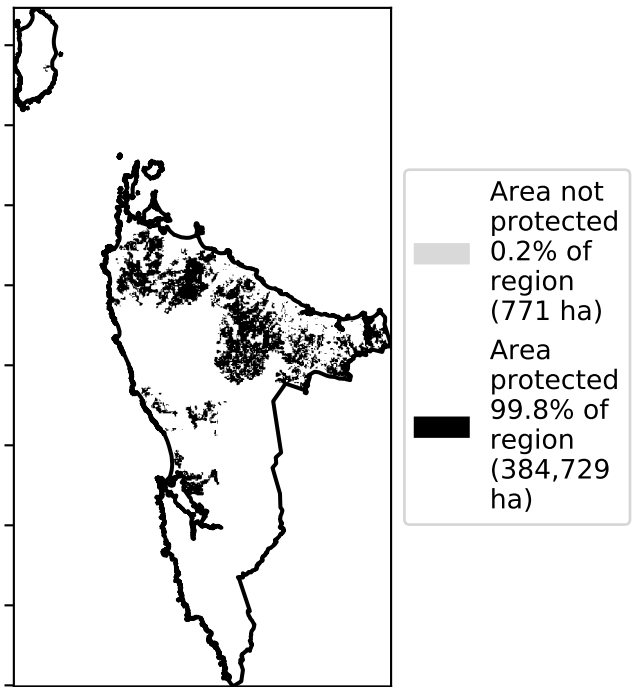 Area not
protected
0.2% of
region
(771 ha)
Area
protected
99.8% of
region
(384,729
ha)